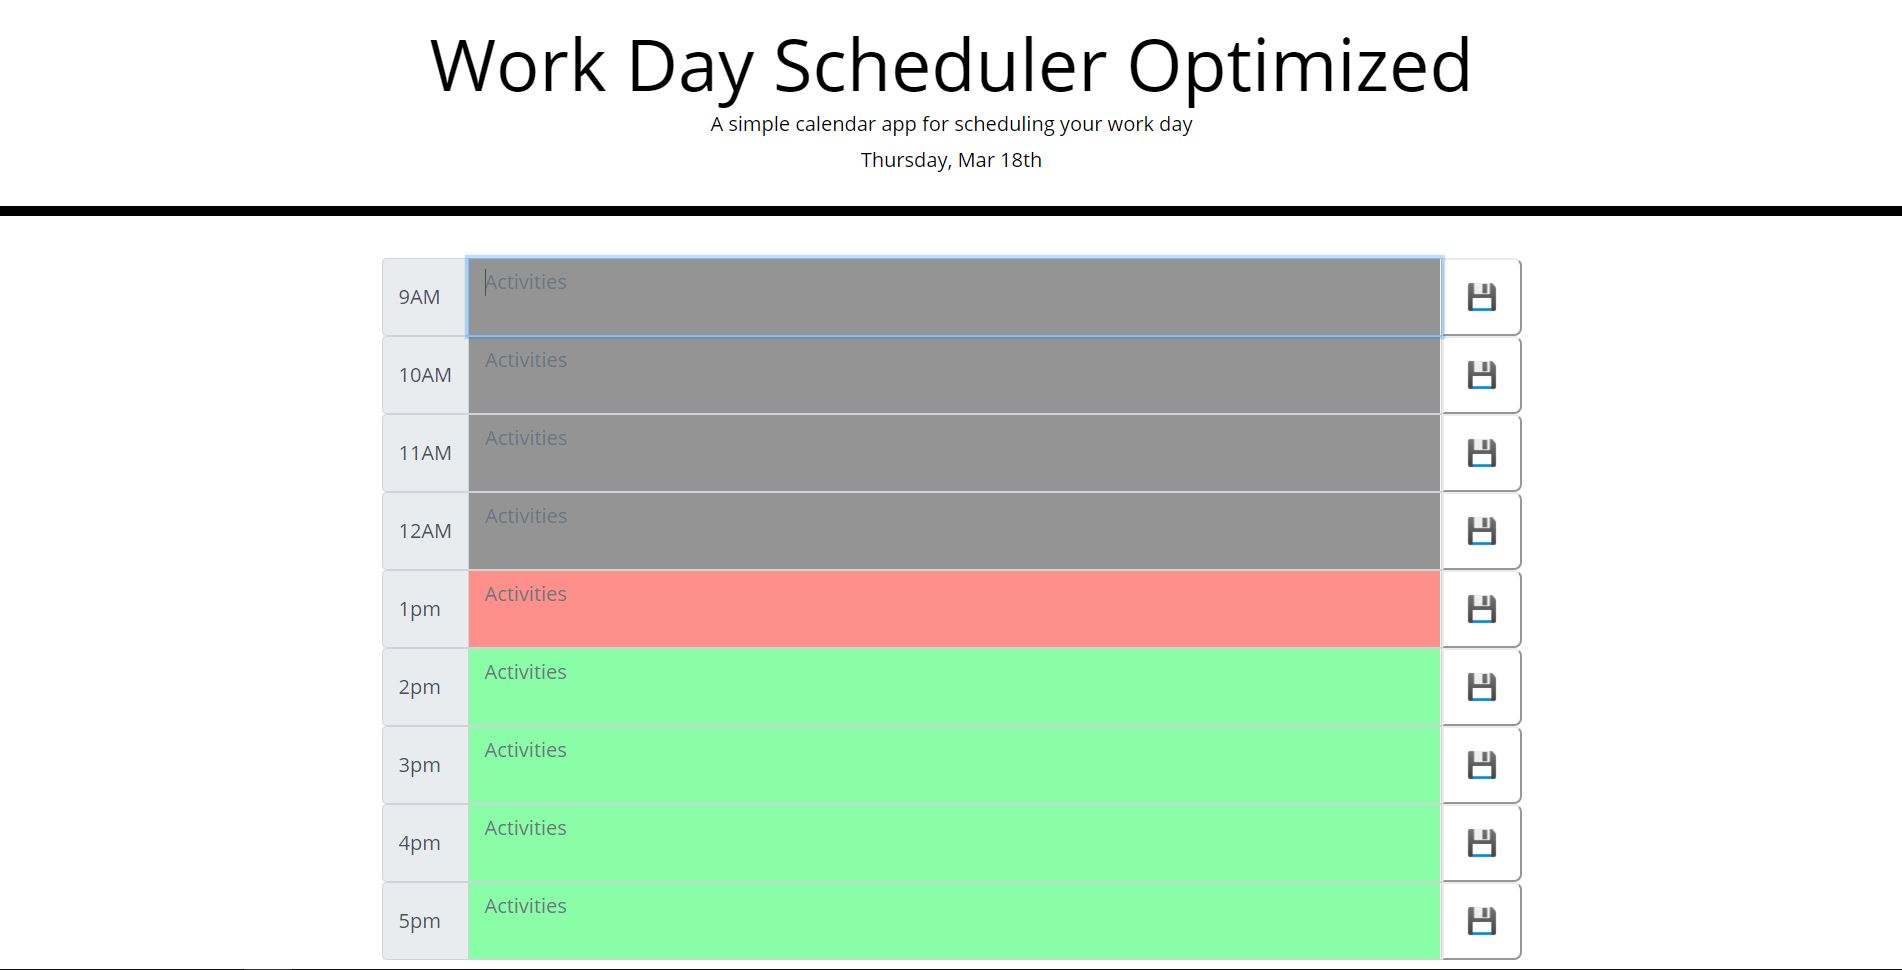 Work Day Scheduler Optimized
A simple calendar app for scheduling your work day
Thursday, Mar 18th
9AM Activities
10AM Activities
11AM Activities
12AM Activities
1pm Activities
2pm Activities
3pm Activities
4pm Activities
5pm Activities